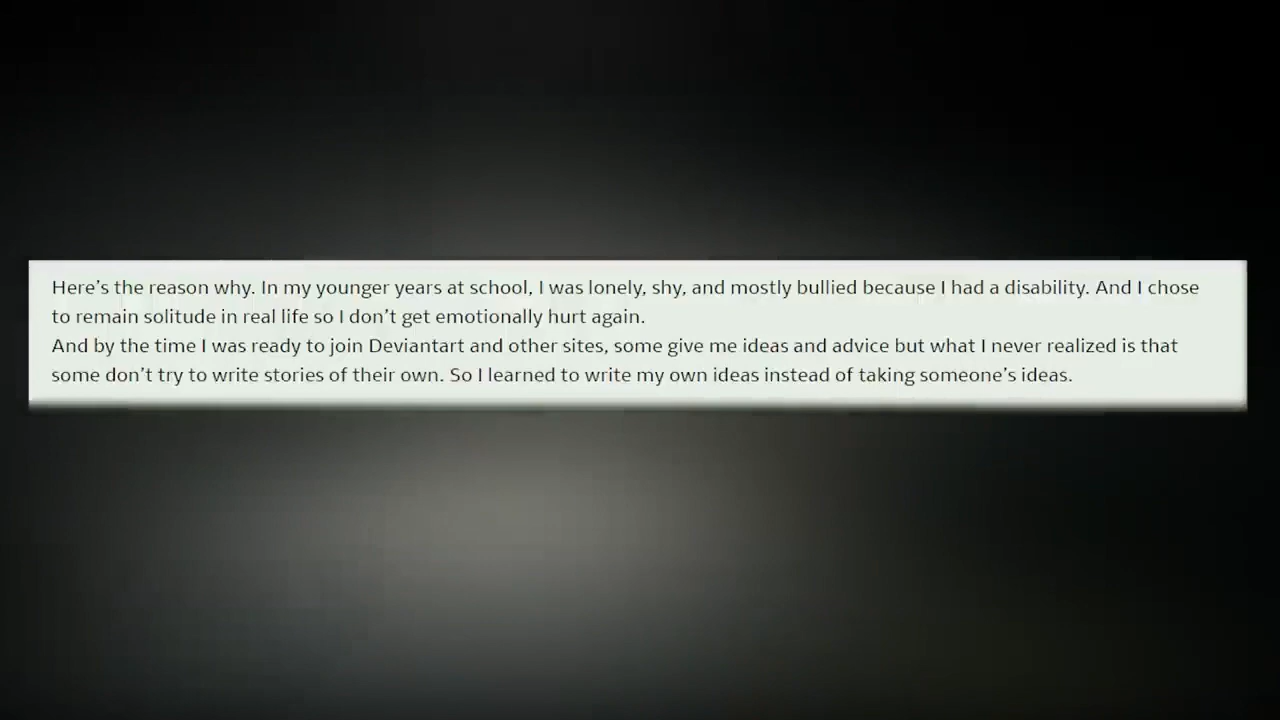 Here's the reason why. In my younger years at school, I was lonely, shy, and mostly bullied because I had a disability. And I chose
to remain solitude in real life so I don't get emotionally hurt again.
And by the time I was ready to join Deviantart and other sites, some give me ideas and advice but what I never realized is that
some don't try to write stories of their own. So I learned to write my own ideas instead of taking someone's ideas.